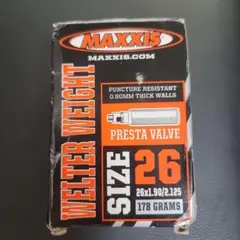 MAXXIS
MAXXIS.COM
WELTER WEIGHT
PUNCTURE RESISTANT
0.90MM THICK WALLS
PRESTA VALVE
SIZE 26
26x1.90/2.125
178 GRAMS